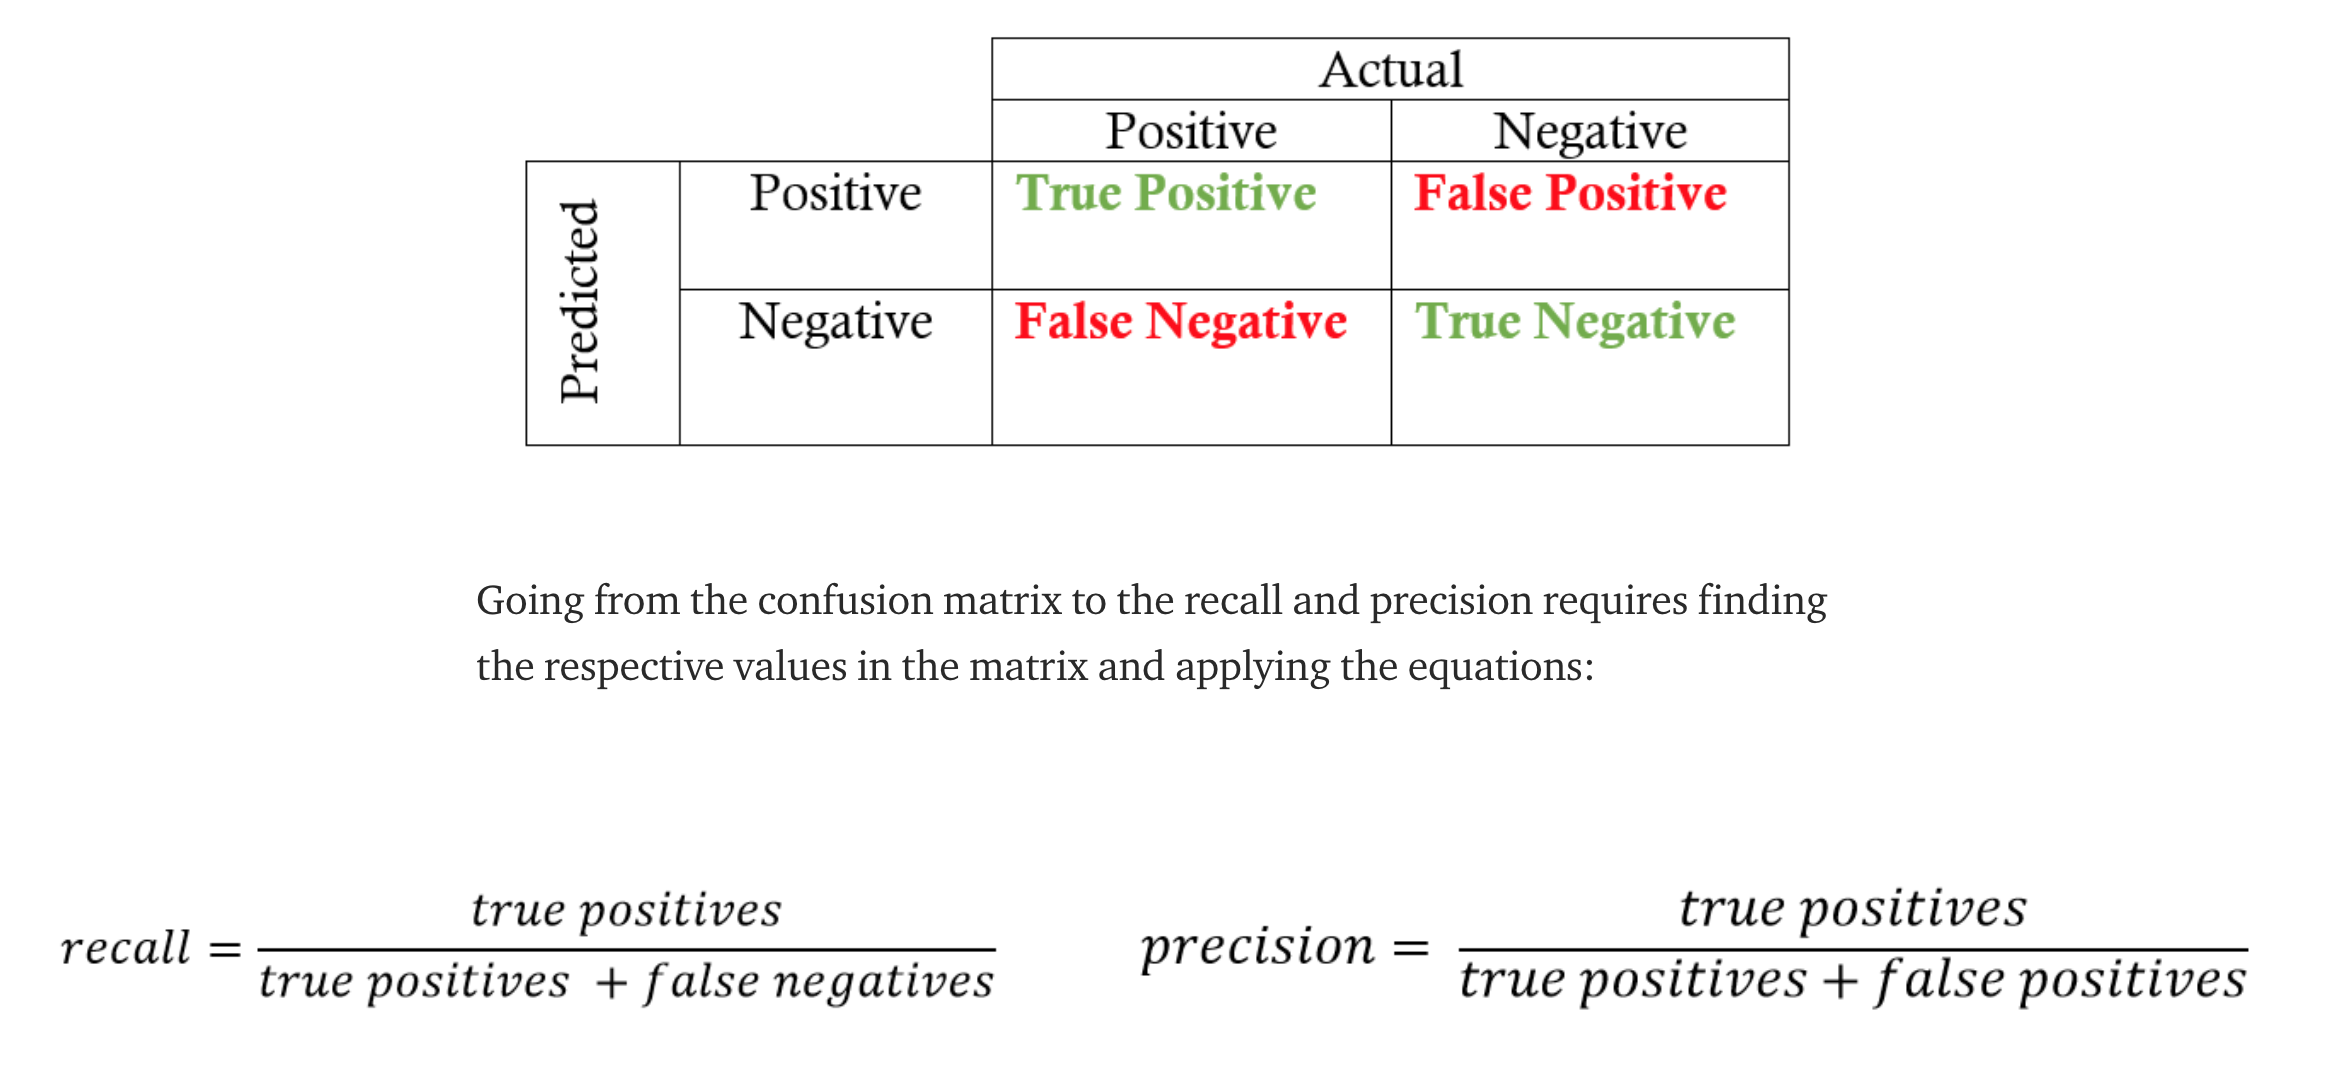 Actual
Positive Negative
Predicted
Positive True Positive False Positive
Negative False Negative True Negative
Going from the confusion matrix to the recall and precision requires finding
the respective values in the matrix and applying the equations:
recall = true positives / true positives + false negatives
precision = true positives / true positives + false positives